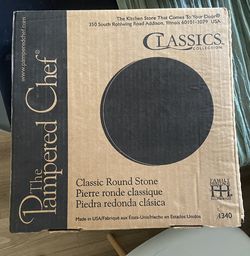 The Kitchen Store That Comes To Your Door®
350 South Rohlwing Road Addison, Illinois 60101-3079 USA
www.pamperedchef.com
The
Pampered Chef®
CLASSICS
COLLECTION
Classic Round Stone
Pierre ronde classique
Piedra redonda clásica
Made in USA/Fabriqué aux États-Unis/Hecho en Estados Unidos
1340